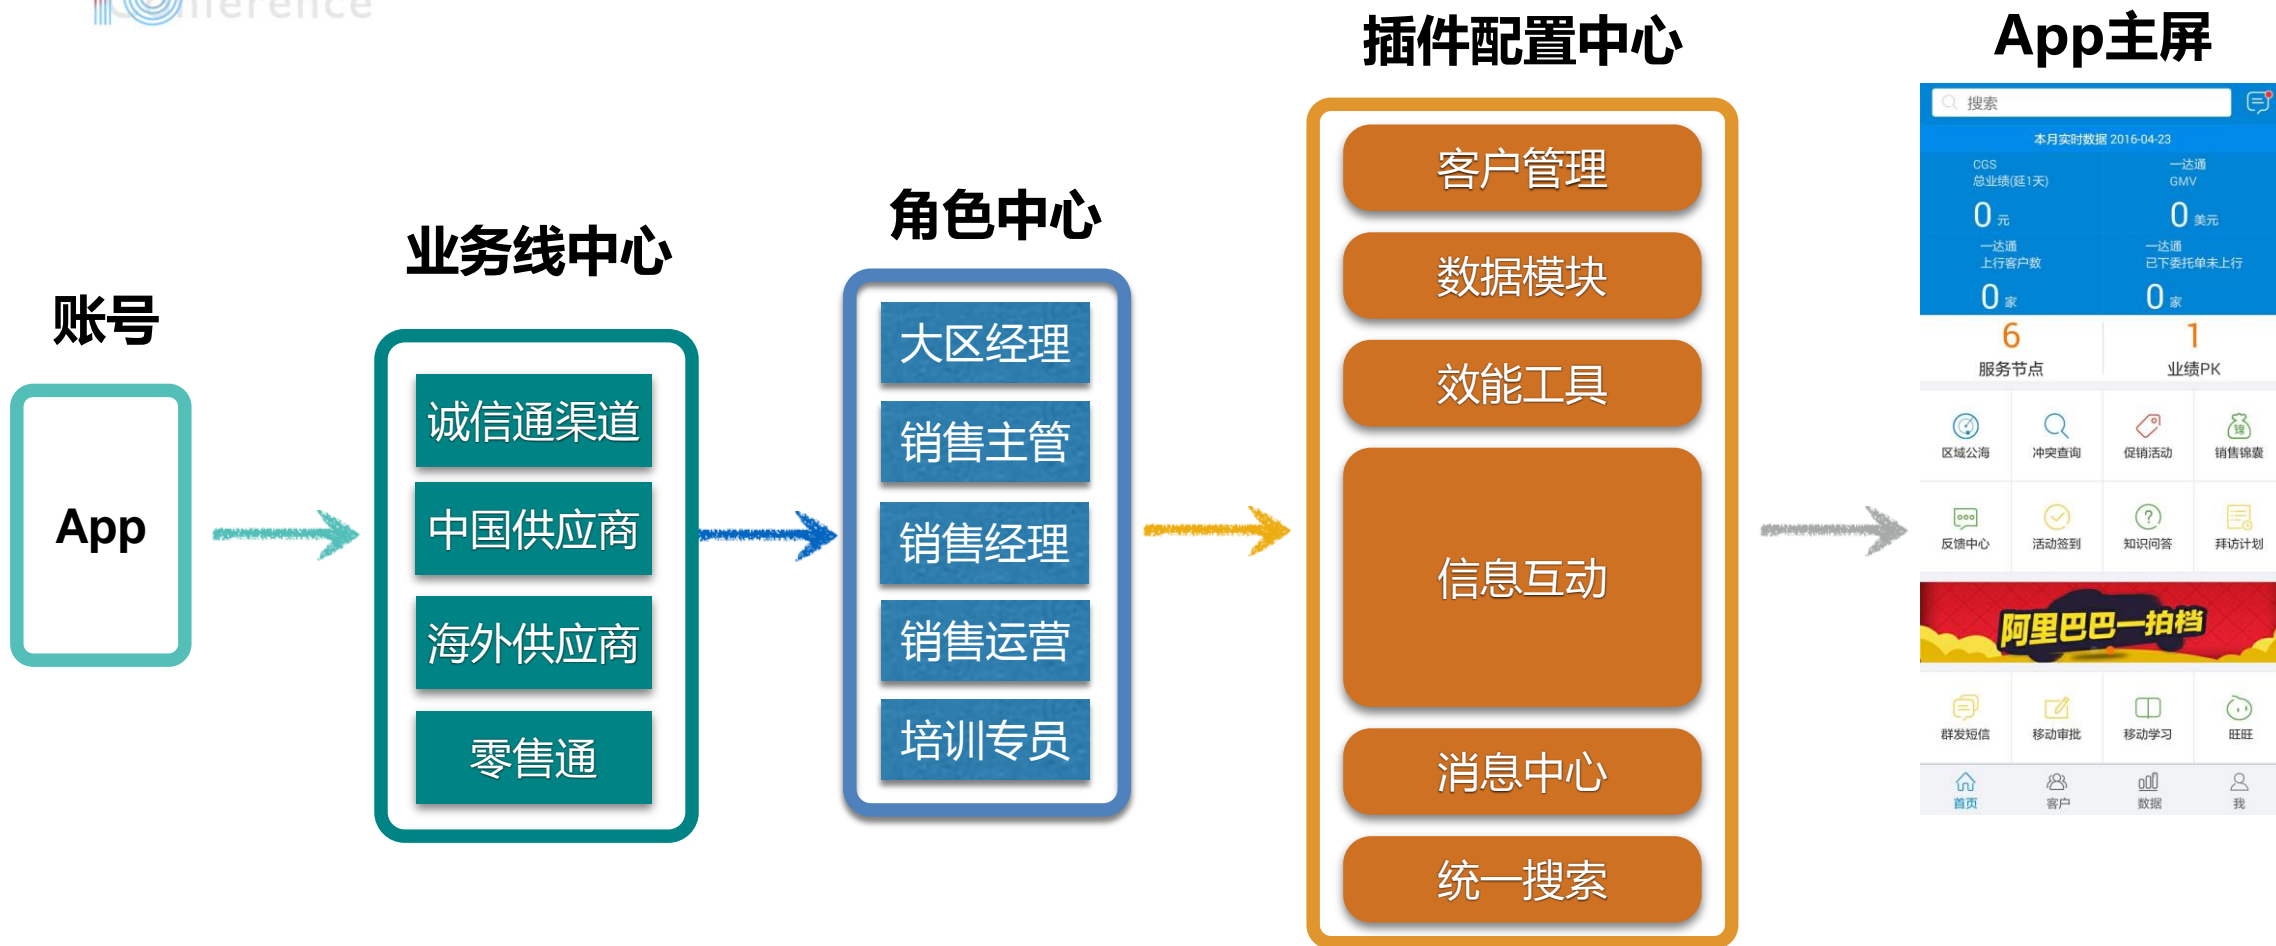 Conference
账号
App
业务线中心
诚信通渠道
中国供应商
海外供应商
零售通
角色中心
大区经理
销售主管
销售经理
销售运营
培训专员
插件配置中心
客户管理
数据模块
效能工具
信息互动
消息中心
统一搜索
App主屏
搜索
本月实时数据 2016-04-23
CGS 一达通
总业绩(延1天) GMV
0 元 0 美元
一达通 一达通
上行客户数 已下委托单未上行
0 家 0 家
6 1
服务节点 业绩PK
区域公海 冲突查询 促销活动 锦 销售锦囊
反馈中心 活动签到 ? 知识问答 拜访计划
阿里巴巴一拍档
群发短信 移动审批 移动学习 旺旺
首页 客户 数据 我